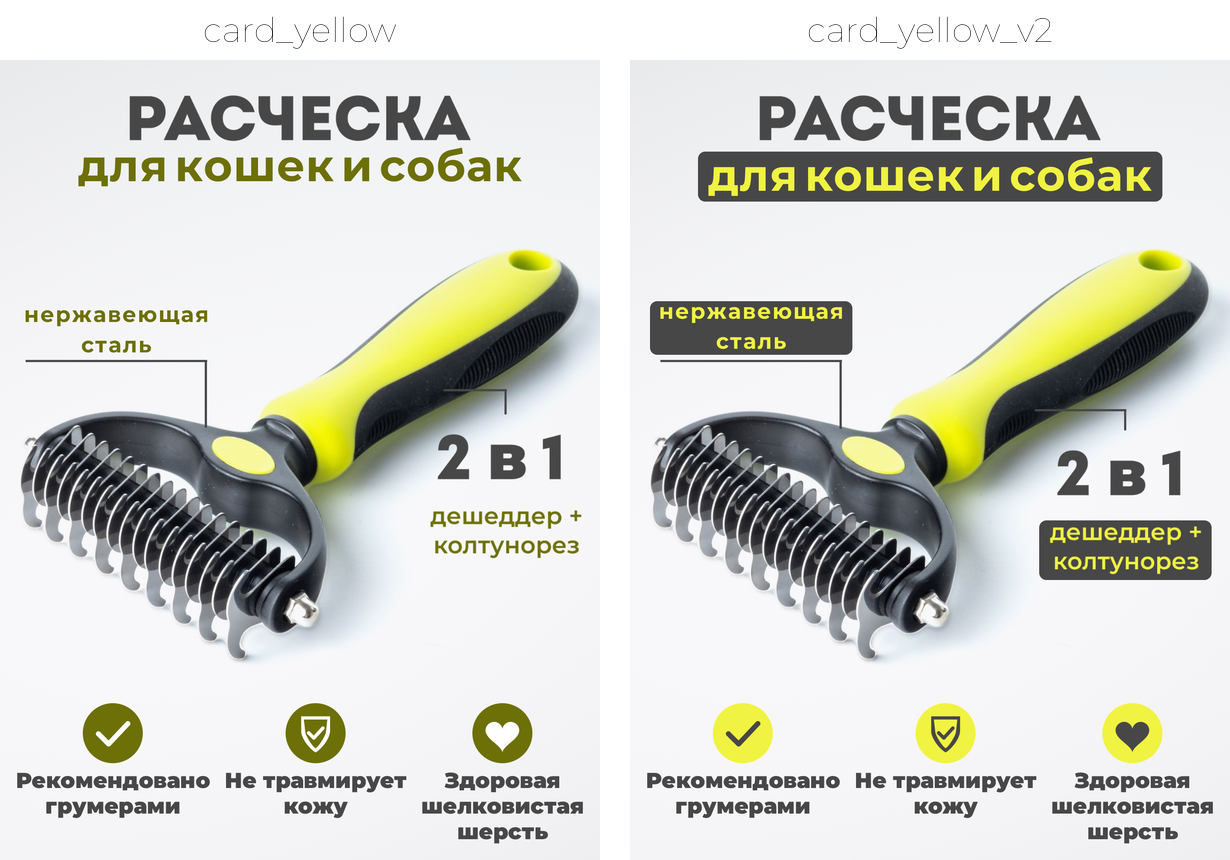 card_yellow
РАСЧЕСКА
для кошек и собак
нержавеющая
сталь
2 в 1
дешеддер +
колтунорез
Рекомендовано
грумерами
Не травмирует
кожу
Здоровая
шелковистая
шерсть
card_yellow_v2
РАСЧЕСКА
для кошек и собак
нержавеющая
сталь
2 в 1
дешеддер +
колтунорез
Рекомендовано
грумерами
Не травмирует
кожу
Здоровая
шелковистая
шерсть